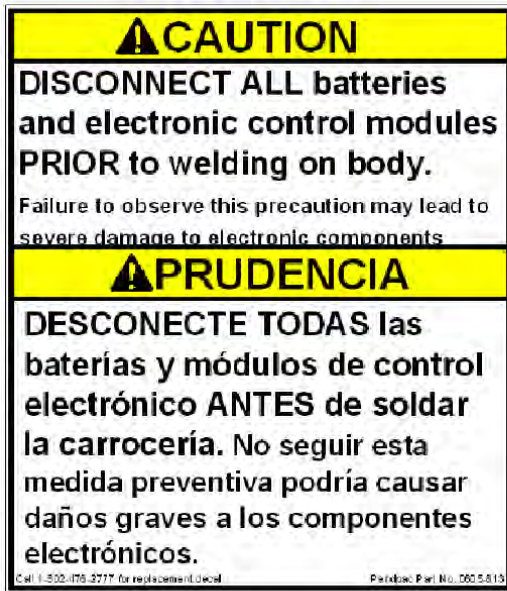 CAUTION
DISCONNECT ALL batteries
and electronic control modules
PRIOR to welding on body.
Failure to observe this precaution may lead to
severe damage to electronic components
PRUDENCIA
DESCONECTE TODAS las
baterías y módulos de control
electrónico ANTES de soldar
la carrocería. No seguir esta
medida preventiva podría causar
daños graves a los componentes
electrónicos.
Call for replacement decal Part No.